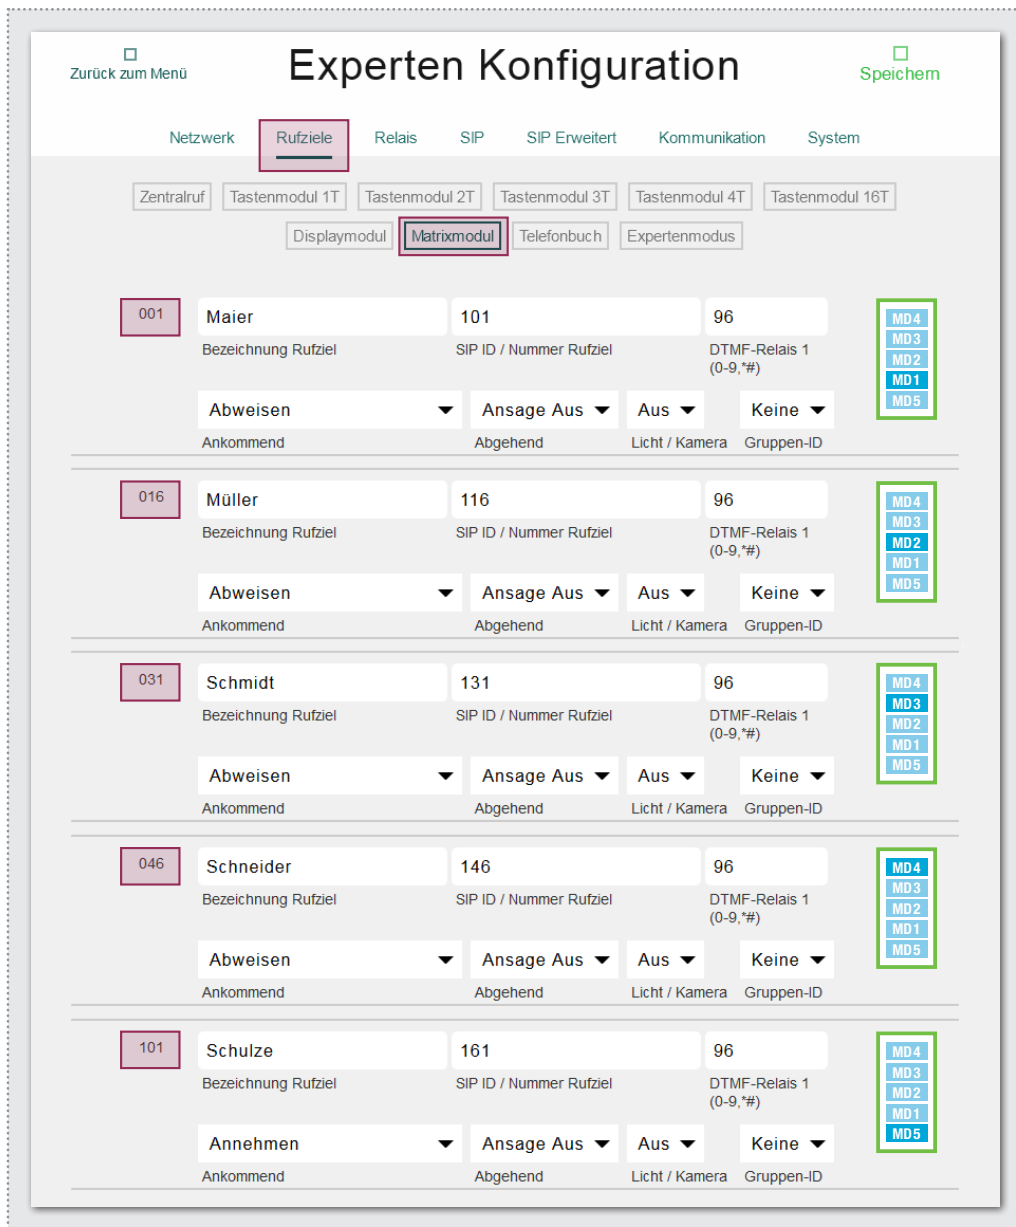 Zurück zum Menü
Experten Konfiguration
Speichern
Netzwerk Rufziele Relais SIP SIP Erweitert Kommunikation System
Zentralruf Tastenmodul 1T Tastenmodul 2T Tastenmodul 3T Tastenmodul 4T Tastenmodul 16T
Displaymodul Matrixmodul Telefonbuch Expertenmodus
001 Maier 101 96
Bezeichnung Rufziel SIP ID / Nummer Rufziel DTMF-Relais 1
(0-9,*#)
Abweisen Ansage Aus Aus Keine
Ankommend Abgehend Licht / Kamera Gruppen-ID
MD4
MD3
MD2
MD1
MD5
016 Müller 116 96
Bezeichnung Rufziel SIP ID / Nummer Rufziel DTMF-Relais 1
(0-9,*#)
Abweisen Ansage Aus Aus Keine
Ankommend Abgehend Licht / Kamera Gruppen-ID
MD4
MD3
MD2
MD1
MD5
031 Schmidt 131 96
Bezeichnung Rufziel SIP ID / Nummer Rufziel DTMF-Relais 1
(0-9,*#)
Abweisen Ansage Aus Aus Keine
Ankommend Abgehend Licht / Kamera Gruppen-ID
MD4
MD3
MD2
MD1
MD5
046 Schneider 146 96
Bezeichnung Rufziel SIP ID / Nummer Rufziel DTMF-Relais 1
(0-9,*#)
Abweisen Ansage Aus Aus Keine
Ankommend Abgehend Licht / Kamera Gruppen-ID
MD4
MD3
MD2
MD1
MD5
101 Schulze 161 96
Bezeichnung Rufziel SIP ID / Nummer Rufziel DTMF-Relais 1
(0-9,*#)
Annehmen Ansage Aus Aus Keine
Ankommend Abgehend Licht / Kamera Gruppen-ID
MD4
MD3
MD2
MD1
MD5